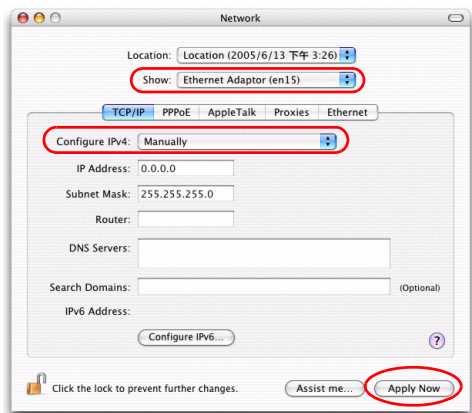 Network
Location: Location (2005/6/13 下午 3:26)
Show: Ethernet Adaptor (en15)
TCP/IP PPPoE AppleTalk Proxies Ethernet
Configure IPv4: Manually
IP Address: 0.0.0.0
Subnet Mask: 255.255.255.0
Router:
DNS Servers:
Search Domains: (Optional)
IPv6 Address:
Configure IPv6... ?
Click the lock to prevent further changes. Assist me... Apply Now